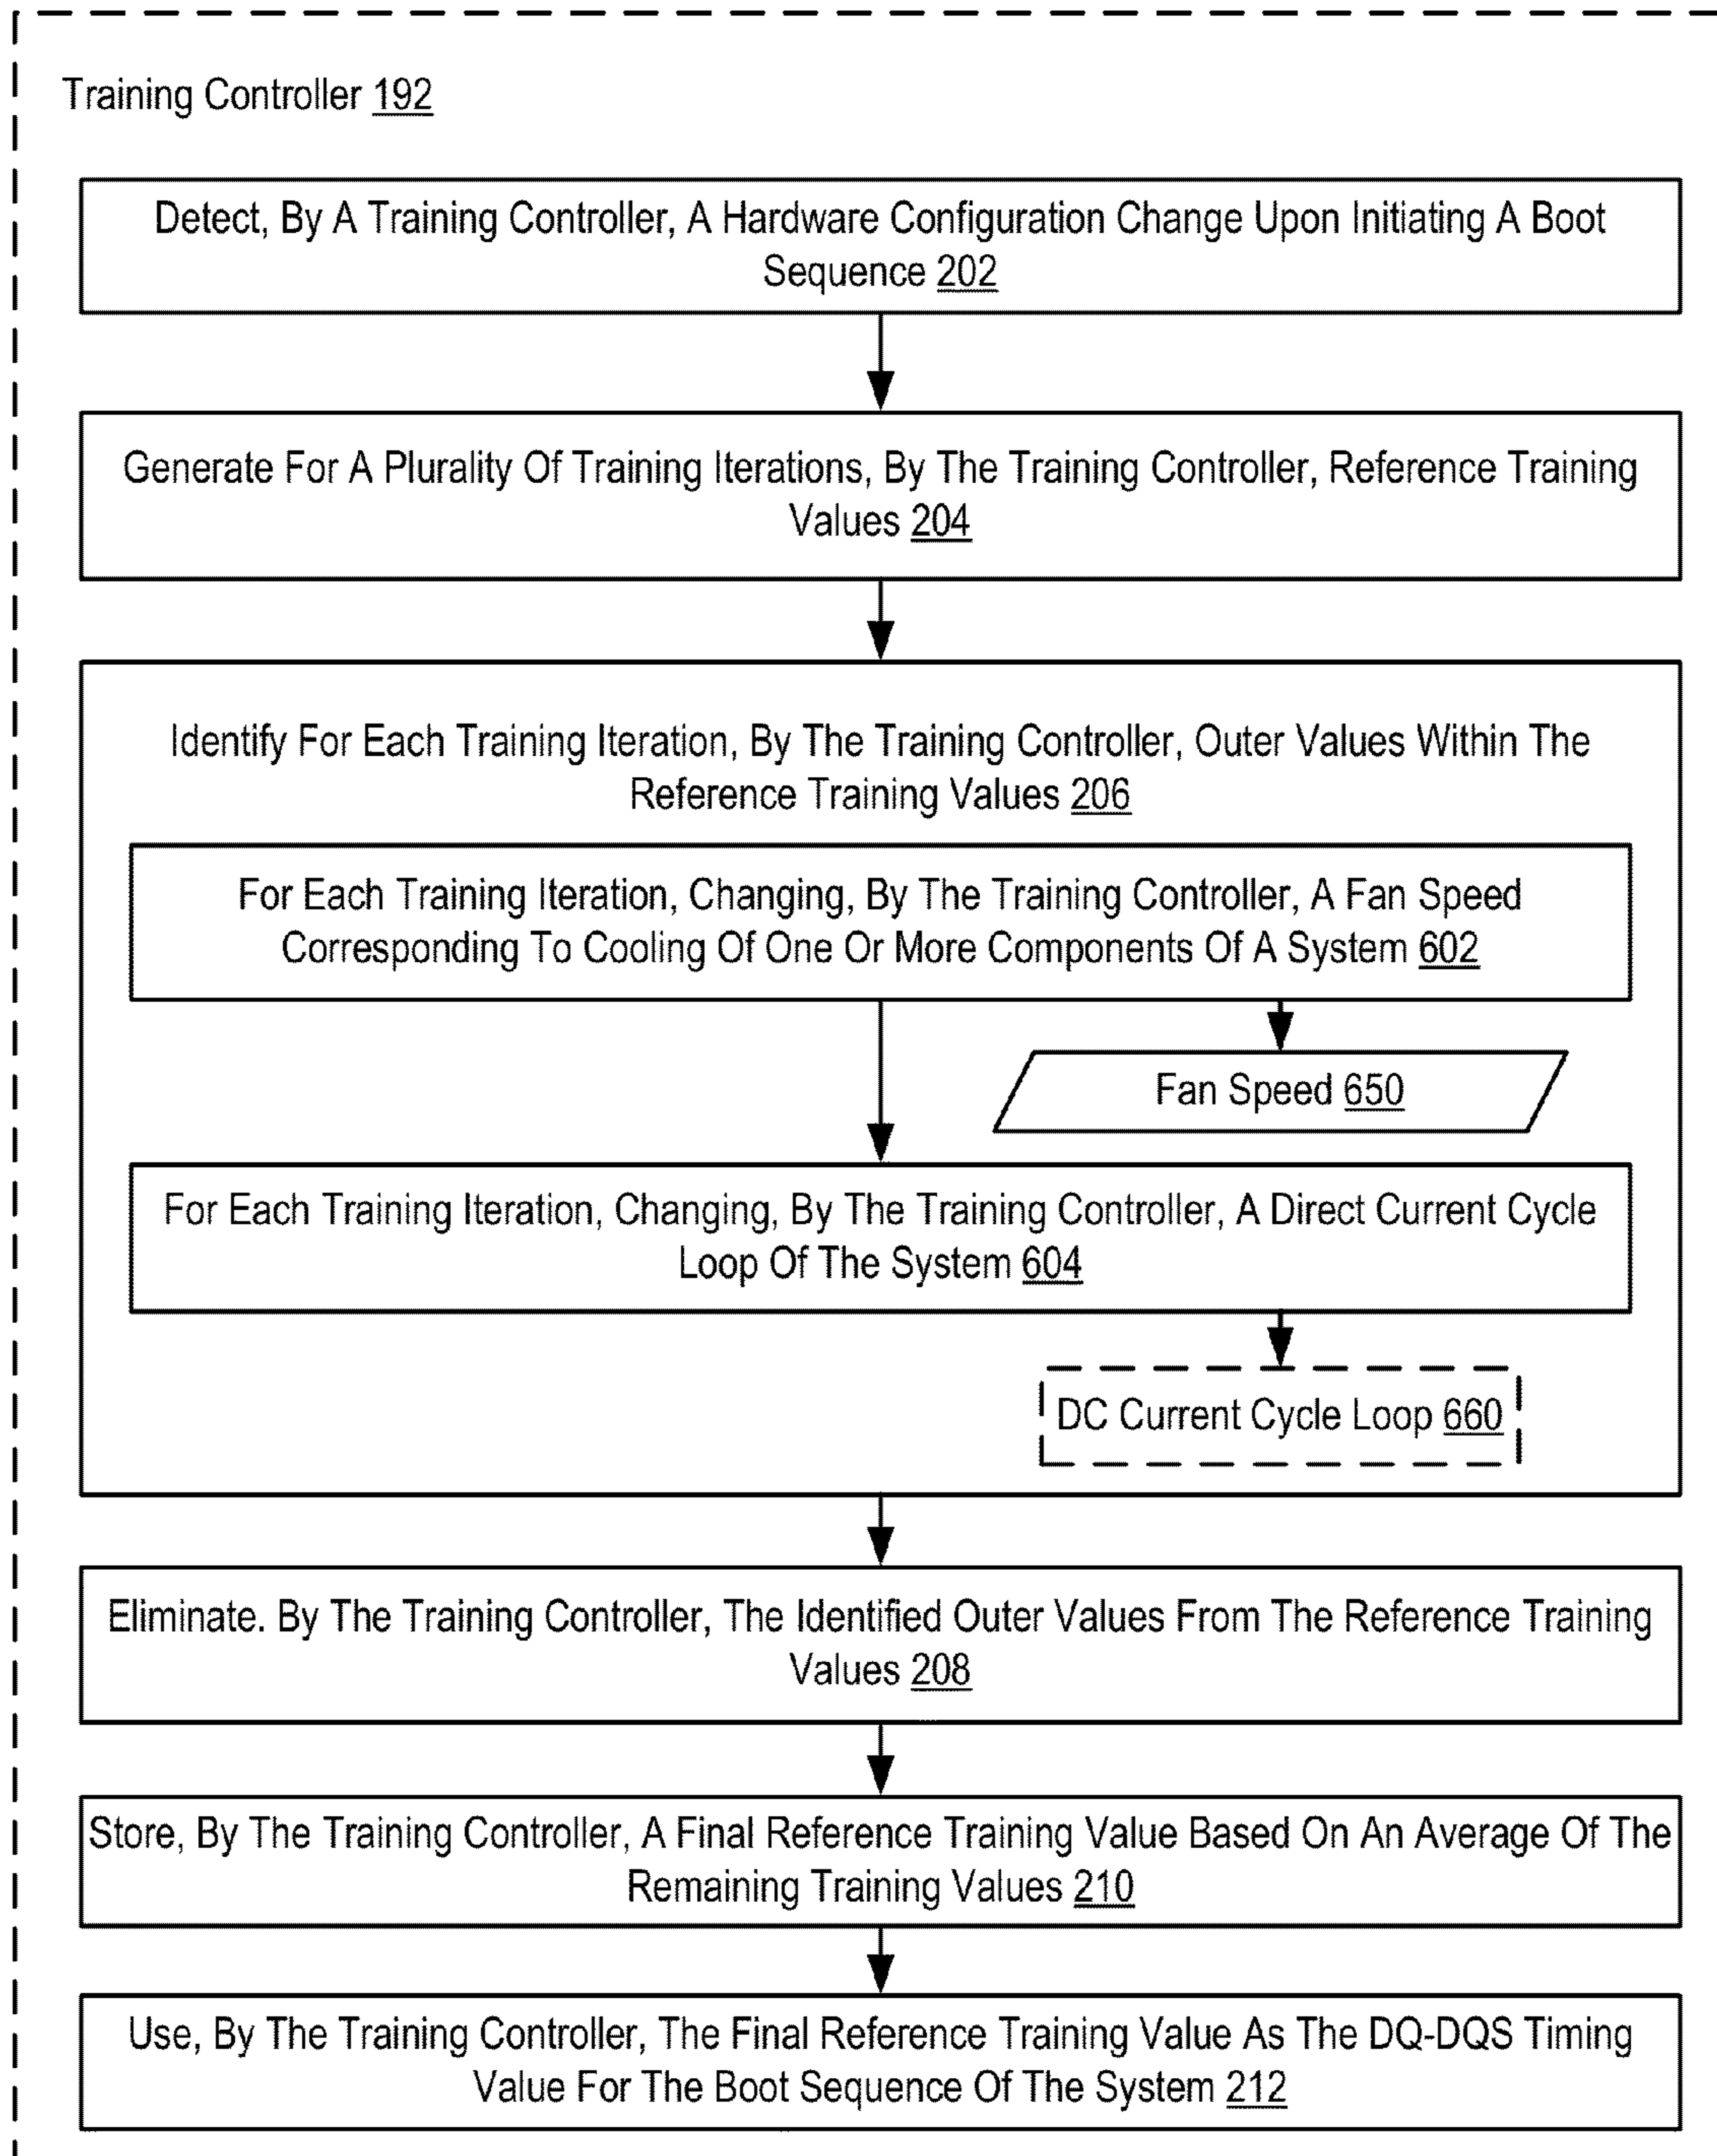 Training Controller 192
Detect, By A Training Controller, A Hardware Configuration Change Upon Initiating A Boot
Sequence 202
Generate For A Plurality Of Training Iterations, By The Training Controller, Reference Training
Values 204
Identify For Each Training Iteration, By The Training Controller, Outer Values Within The
Reference Training Values 206
For Each Training Iteration, Changing, By The Training Controller, A Fan Speed
Corresponding To Cooling Of One Or More Components Of A System 602
Fan Speed 650
For Each Training Iteration, Changing, By The Training Controller, A Direct Current Cycle
Loop Of The System 604
DC Current Cycle Loop 660
Eliminate. By The Training Controller, The Identified Outer Values From The Reference Training
Values 208
Store, By The Training Controller, A Final Reference Training Value Based On An Average Of The
Remaining Training Values 210
Use, By The Training Controller, The Final Reference Training Value As The DQ-DQS Timing
Value For The Boot Sequence Of The System 212